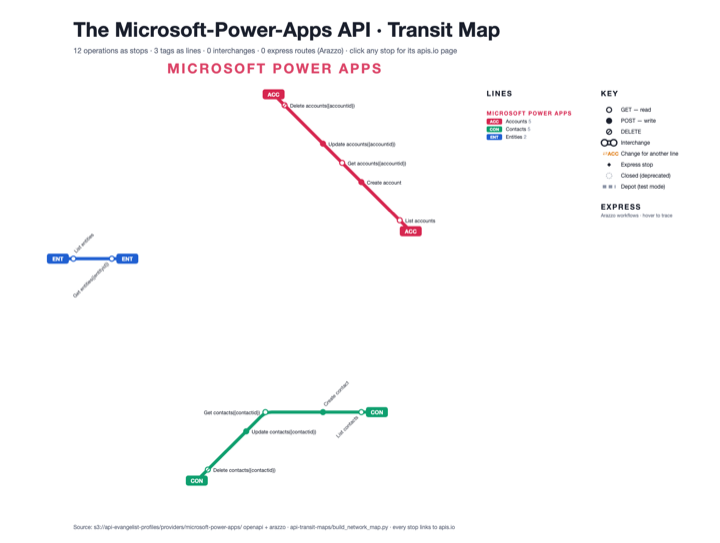 The Microsoft-Power-Apps API · Transit Map
12 operations as stops · 3 tags as lines · 0 interchanges · 0 express routes (Arazzo) · click any stop for its apis.io page
MICROSOFT POWER APPS
ACC
Delete accounts({accountid})
Update accounts({accountid})
Get accounts({accountid})
Create account
List accounts
ACC
LINES
MICROSOFT POWER APPS
ACC Accounts 5
CON Contacts 5
ENT Entities 2
KEY
GET — read
POST — write
DELETE
Interchange
Change for another line
Express stop
Closed (deprecated)
Depot (test mode)
EXPRESS
Arazzo workflows · hover to trace
List entities
ENT
ENT
Get entities({entityid})
Create contact
Get contacts({contactid})
CON
List contacts
Update contacts({contactid})
Delete contacts({contactid})
CON
Source: s3://api-evangelist-profiles/providers/microsoft-power-apps/ openapi + arazzo · api-transit-maps/build_network_map.py · every stop links to apis.io